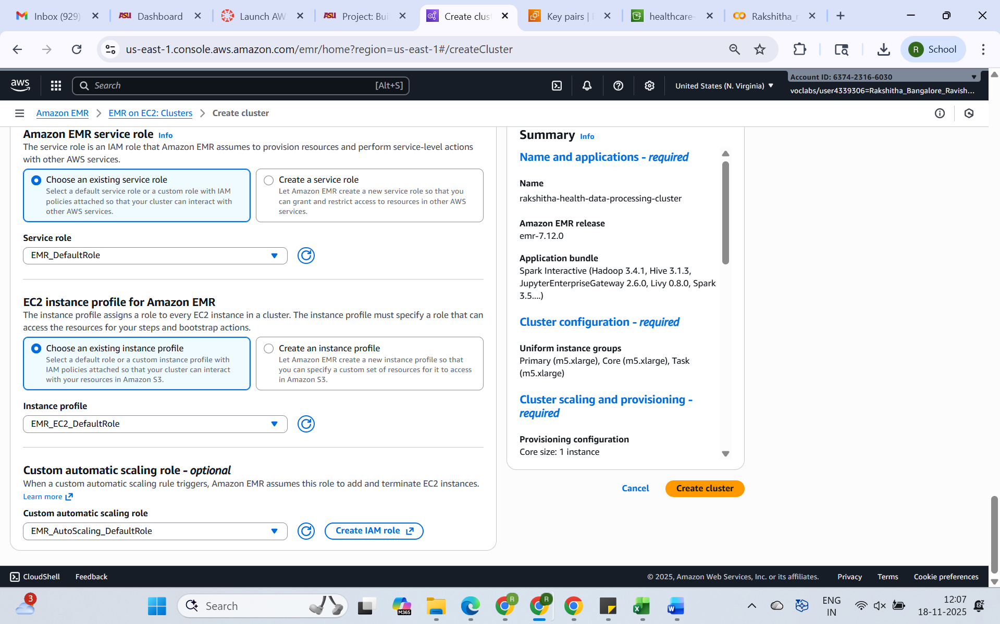 Inbox (929)
Dashboard
Launch AW
Project: Bui
Create clus
Key pairs |
healthcare-
Rakshitha_r
us-east-1.console.aws.amazon.com/emr/home?region=us-east-1#/createCluster
R
School
aws
Search
[Alt+S]
United States (N. Virginia)
Account ID: 6374-2316-6030
voclabs/user4339306=Rakshitha_Bangalore_Ravish...
Amazon EMR
EMR on EC2: Clusters
Create cluster
Amazon EMR service role Info
The service role is an IAM role that Amazon EMR assumes to provision resources and perform service-level actions
with other AWS services.
Choose an existing service role
Select a default service role or a custom role with IAM
policies attached so that your cluster can interact with
other AWS services.
Create a service role
Let Amazon EMR create a new service role so that you
can grant and restrict access to resources in other AWS
services.
Service role
EMR_DefaultRole
EC2 instance profile for Amazon EMR
The instance profile assigns a role to every EC2 instance in a cluster. The instance profile must specify a role that can
access the resources for your steps and bootstrap actions.
Choose an existing instance profile
Select a default role or a custom instance profile with
IAM policies attached so that your cluster can interact
with your resources in Amazon S3.
Create an instance profile
Let Amazon EMR create a new instance profile so that
you can specify a custom set of resources for it to access
in Amazon S3.
Instance profile
EMR_EC2_DefaultRole
Custom automatic scaling role - optional
When a custom automatic scaling rule triggers, Amazon EMR assumes this role to add and terminate EC2 instances.
Learn more
Custom automatic scaling role
EMR_AutoScaling_DefaultRole
Create IAM role
Summary Info
Name and applications - required
Name
rakshitha-health-data-processing-cluster
Amazon EMR release
emr-7.12.0
Application bundle
Spark Interactive (Hadoop 3.4.1, Hive 3.1.3,
JupyterEnterpriseGateway 2.6.0, Livy 0.8.0, Spark
3.5....)
Cluster configuration - required
Uniform instance groups
Primary (m5.xlarge), Core (m5.xlarge), Task
(m5.xlarge)
Cluster scaling and provisioning -
required
Provisioning configuration
Core size: 1 instance
Cancel
Create cluster
CloudShell
Feedback
© 2025, Amazon Web Services, Inc. or its affiliates.
Privacy
Terms
Cookie preferences
3
Search
M365
R
R
ENG
IN
12:07
18-11-2025